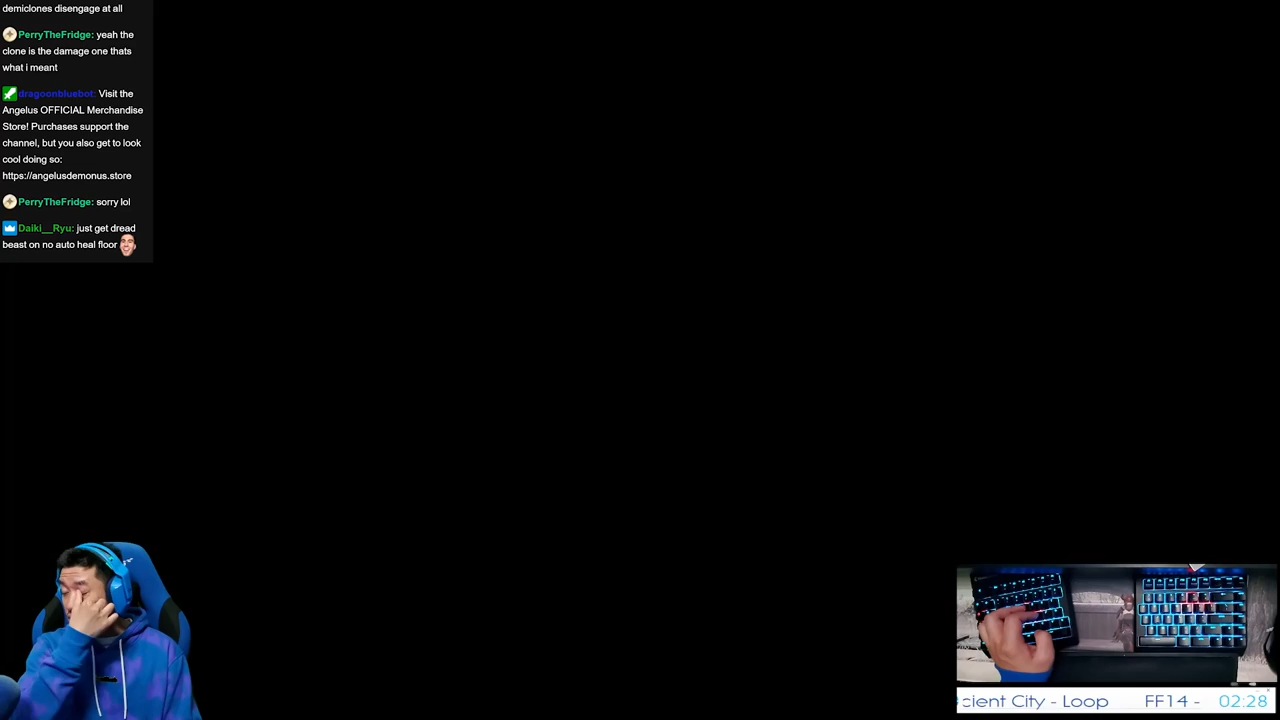 demiclones disengage at all
PerryTheFridge: yeah the
clone is the damage one thats
what i meant
dragoonbluebot: Visit the
Angelus OFFICIAL Merchandise
Store! Purchases support the
channel, but you also get to look
cool doing so:
https://angelusdemonus.store
PerryTheFridge: sorry lol
Daiki__Ryu: just get dread
beast on no auto heal floor
cient City - Loop FF14 - 02:28